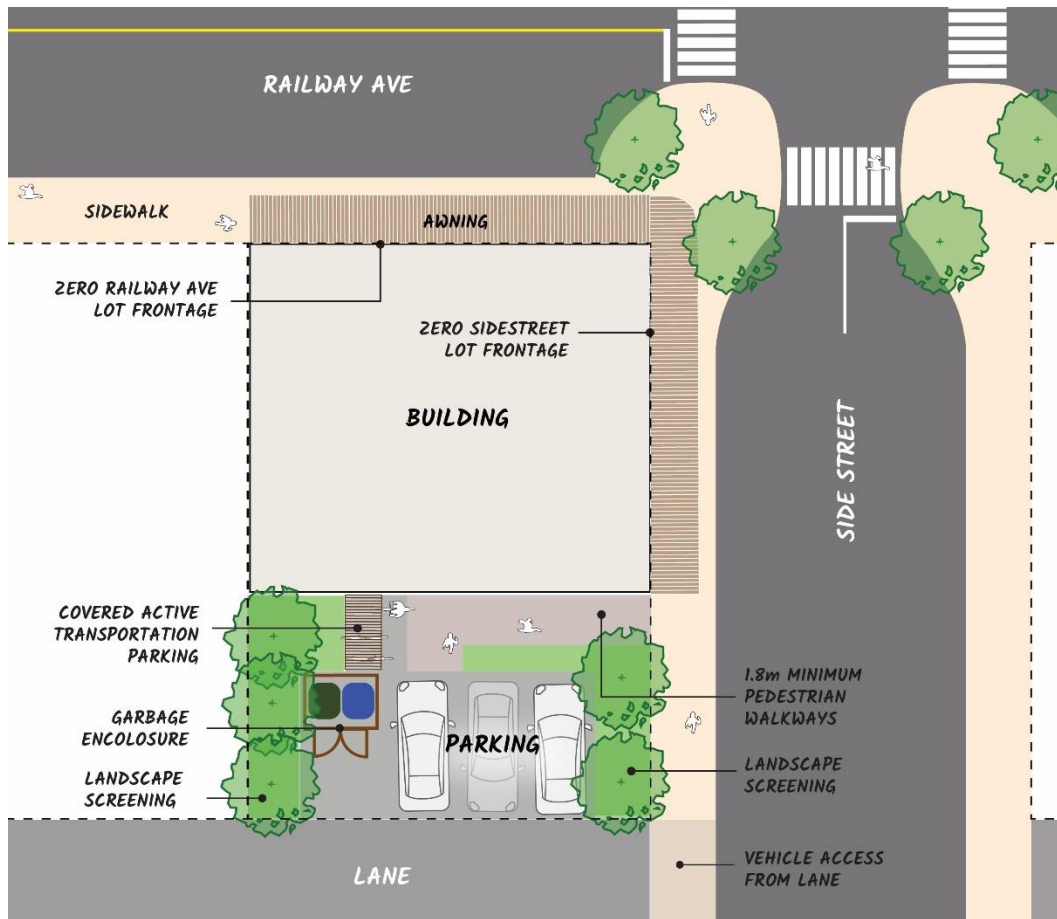 RAILWAY AVE
SIDEWALK
AWNING
ZERO RAILWAY AVE
LOT FRONTAGE
ZERO SIDESTREET
LOT FRONTAGE
BUILDING
SIDE STREET
COVERED ACTIVE
TRANSPORTATION
PARKING
1.8m MINIMUM
PEDESTRIAN
WALKWAYS
GARBAGE
ENCOLOSURE
PARKING
LANDSCAPE
SCREENING
LANDSCAPE
SCREENING
LANE
VEHICLE ACCESS
FROM LANE